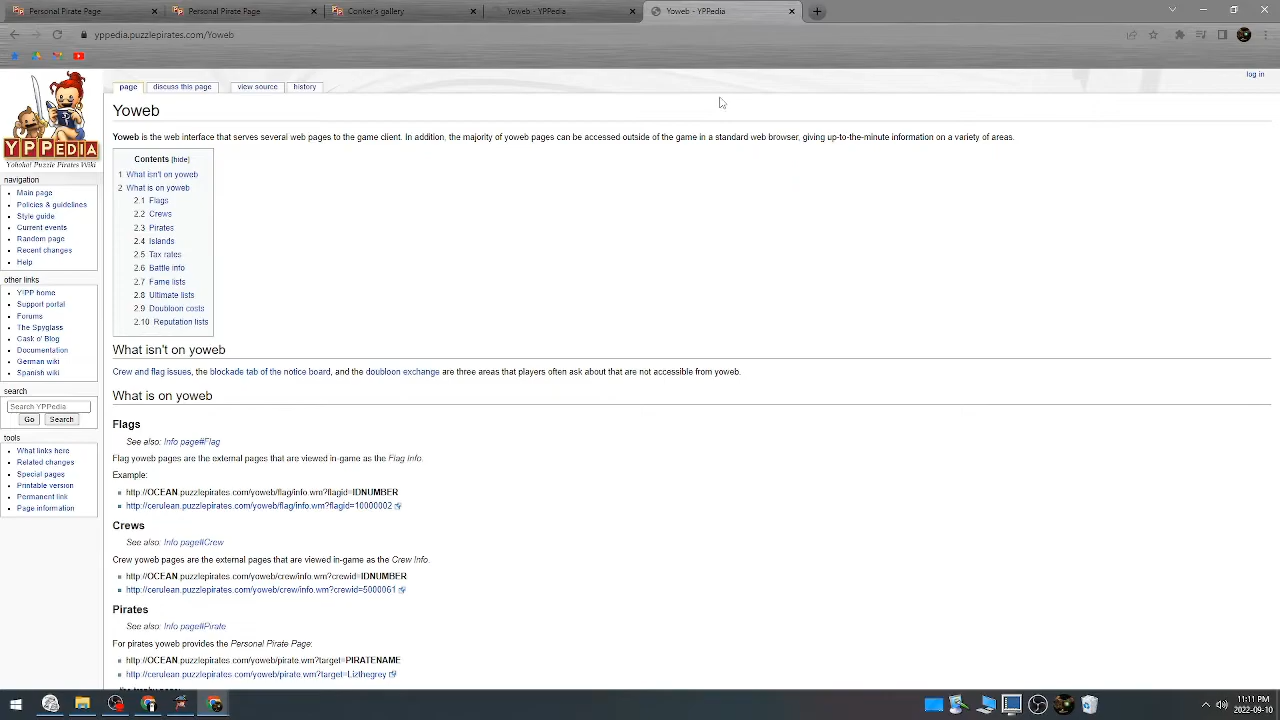 Personal Pirate Page
Personal Pirate Page
Conker's gallery
Yoweb - YPPedia
Yoweb - YPPedia
yppedia.puzzlepirates.com/Yoweb
log in
page
discuss this page
view source
history
YPPEDIA
Yohoho! Puzzle Pirates Wiki
navigation
Main page
Policies & guidelines
Style guide
Current events
Random page
Recent changes
Help
other links
Y!PP home
Support portal
Forums
The Spyglass
Cask o' Blog
Documentation
German wiki
Spanish wiki
search
Search YPPedia
Go Search
tools
What links here
Related changes
Special pages
Printable version
Permanent link
Page information
Yoweb
Yoweb is the web interface that serves several web pages to the game client. In addition, the majority of yoweb pages can be accessed outside of the game in a standard web browser, giving up-to-the-minute information on a variety of areas.
Contents [hide]
1 What isn't on yoweb
2 What is on yoweb
2.1 Flags
2.2 Crews
2.3 Pirates
2.4 Islands
2.5 Tax rates
2.6 Battle info
2.7 Fame lists
2.8 Ultimate lists
2.9 Doubloon costs
2.10 Reputation lists
What isn't on yoweb
Crew and flag issues, the blockade tab of the notice board, and the doubloon exchange are three areas that players often ask about that are not accessible from yoweb.
What is on yoweb
Flags
See also: Info page#Flag
Flag yoweb pages are the external pages that are viewed in-game as the Flag Info.
Example:
http://OCEAN.puzzlepirates.com/yoweb/flag/info.wm?flagid=IDNUMBER
http://cerulean.puzzlepirates.com/yoweb/flag/info.wm?flagid=10000002
Crews
See also: Info page#Crew
Crew yoweb pages are the external pages that are viewed in-game as the Crew Info.
http://OCEAN.puzzlepirates.com/yoweb/crew/info.wm?crewid=IDNUMBER
http://cerulean.puzzlepirates.com/yoweb/crew/info.wm?crewid=5000061
Pirates
See also: Info page#Pirate
For pirates yoweb provides the Personal Pirate Page:
http://OCEAN.puzzlepirates.com/yoweb/pirate.wm?target=PIRATENAME
http://cerulean.puzzlepirates.com/yoweb/pirate.wm?target=Lizthegrey
11:11 PM
2022-09-10